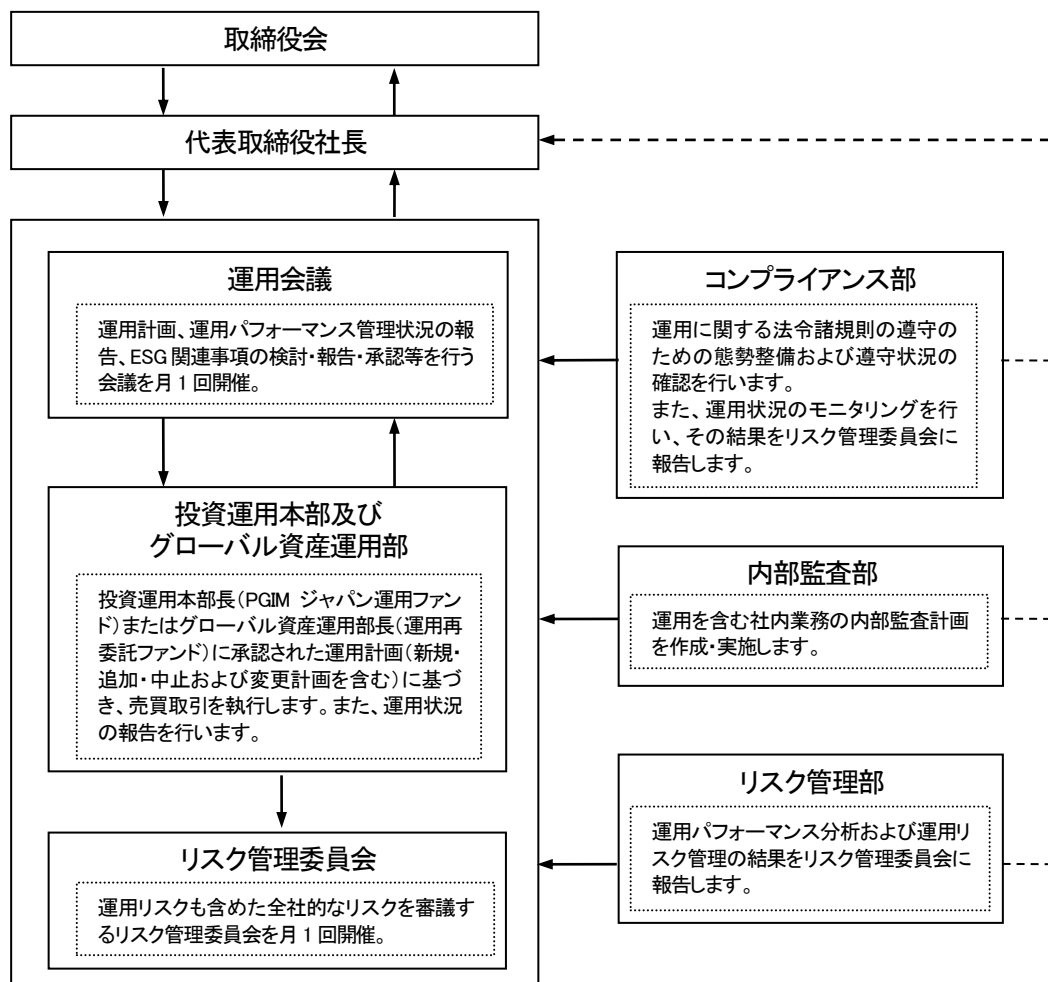 取締役会
代表取締役社長
運用会議
運用計画、運用パフォーマンス管理状況の報
告、ESG 関連事項の検討・報告・承認等を行う
会議を月 1 回開催。
投資運用本部及び
グローバル資産運用部
投資運用本部長(PGIM ジャパン運用ファン
ド)またはグローバル資産運用部長(運用再
委託ファンド)に承認された運用計画(新規・
追加・中止および変更計画を含む)に基づ
き、売買取引を執行します。また、運用状況
の報告を行います。
リスク管理委員会
運用リスクも含めた全社的なリスクを審議す
るリスク管理委員会を月 1 回開催。
コンプライアンス部
運用に関する法令諸規則の遵守の
ための態勢整備および遵守状況の
確認を行います。
また、運用状況のモニタリングを行
い、その結果をリスク管理委員会に
報告します。
内部監査部
運用を含む社内業務の内部監査計画
を作成・実施します。
リスク管理部
運用パフォーマンス分析および運用リ
スク管理の結果をリスク管理委員会に
報告します。